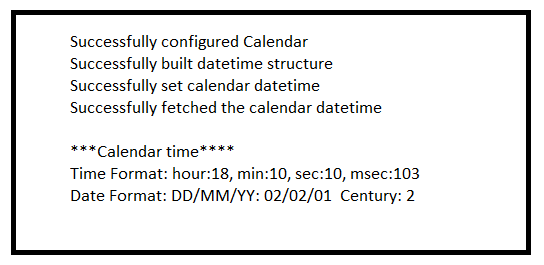 Successfully configured Calendar
Successfully built datetime structure
Successfully set calendar datetime
Successfully fetched the calendar datetime
***Calendar time****
Time Format: hour:18, min:10, sec:10, msec:103
Date Format: DD/MM/YY: 02/02/01  Century: 2